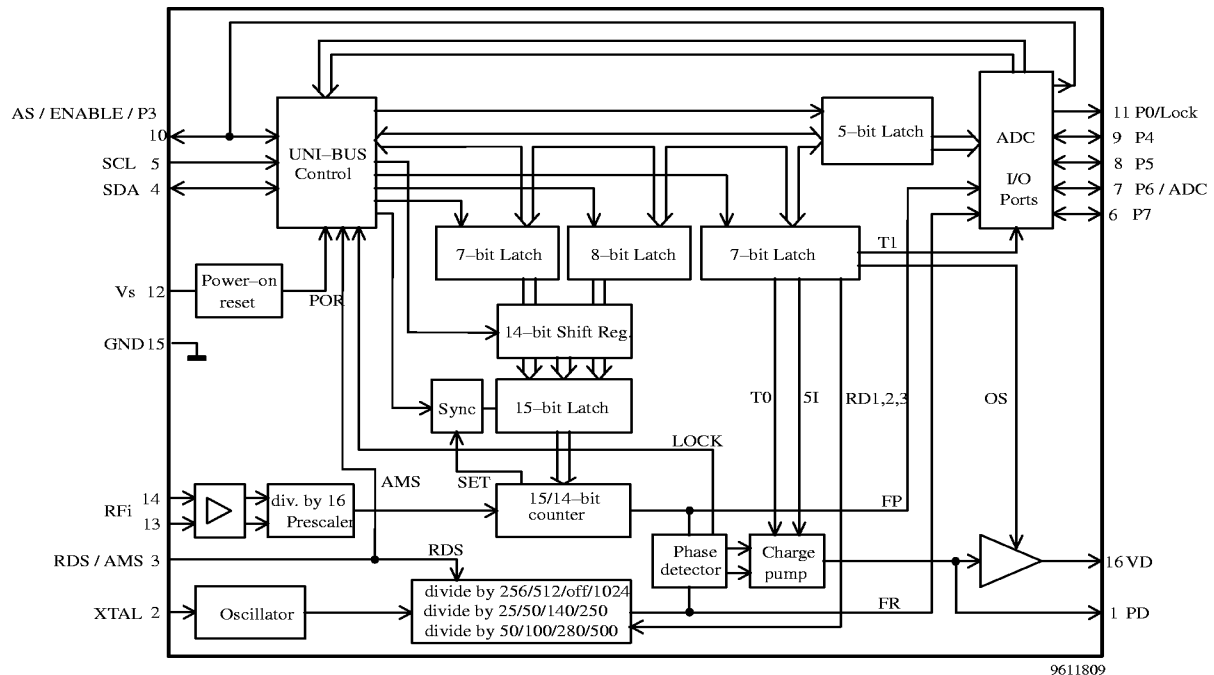 AS / ENABLE / P3
10
SCL 5
SDA 4
UNI–BUS
Control
5–bit Latch
ADC
I/O
Ports
11 P0/Lock
9 P4
8 P5
7 P6 / ADC
6 P7
7–bit Latch
8–bit Latch
7–bit Latch
T1
Vs 12
Power–on
reset
POR
GND 15
14–bit Shift Reg.
Sync
15–bit Latch
T0
5I
RD1,2,3
OS
LOCK
AMS
SET
RFi
14
13
div. by 16
Prescaler
15/14–bit
counter
FP
RDS / AMS 3
RDS
Phase
detector
Charge
pump
16 VD
XTAL 2
Oscillator
divide by 256/512/off/1024
divide by 25/50/140/250
divide by 50/100/280/500
FR
1 PD
9611809